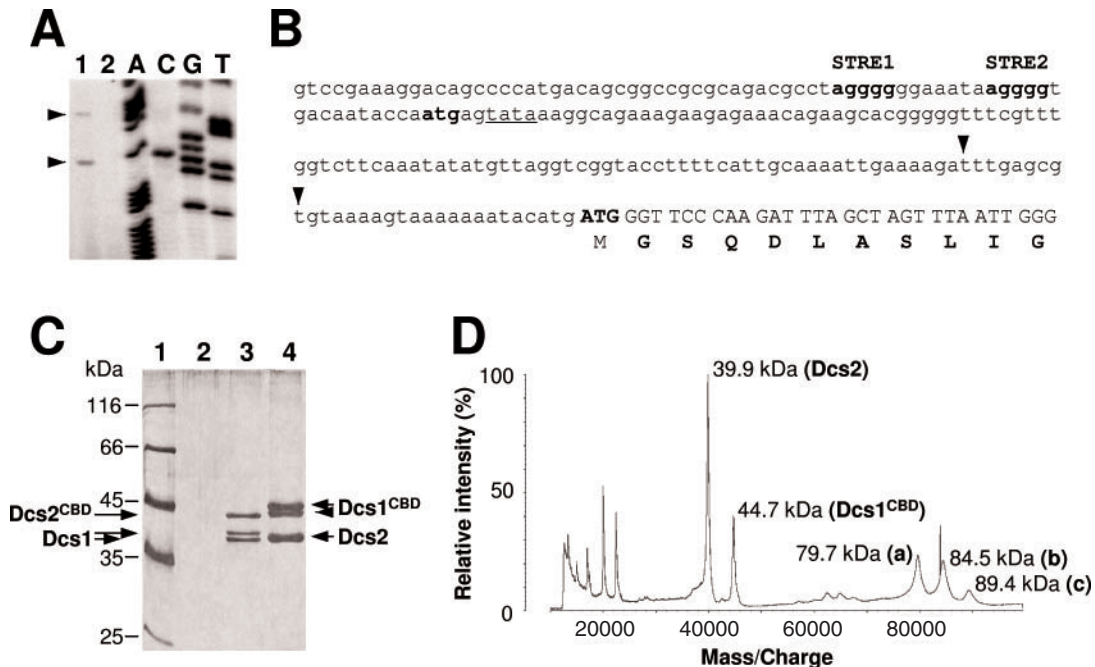 A
1 2 A C G T
B
STRE1 STRE2
gtccgaaaggacagccccatgacagcggccgcgcagacgcctaggggggaaataaggggt
gacaataccaatgagtataaaggcagaaagaagagaaacagaagcacgggggtttcgttt
ggtcttcaaatatatgttaggtcggtaccttttcattgcaaaattgaaaagatttgagcg
tgtaaaagtaaaaaaatacatg ATG GGT TCC CAA GAT TTA GCT AGT TTA ATT GGG
M G S Q D L A S L I G
C
1 2 3 4
kDa
116
66
45
35
25
Dcs2CBD
Dcs1
Dcs1CBD
Dcs2
D
Relative intensity (%)
100
50
0
39.9 kDa (Dcs2)
44.7 kDa (Dcs1CBD)
79.7 kDa (a)
84.5 kDa (b)
89.4 kDa (c)
20000 40000 60000 80000
Mass/Charge